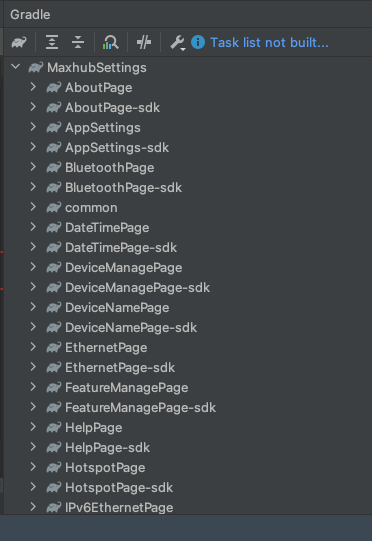 Gradle
Task list not built...
MaxhubSettings
AboutPage
AboutPage-sdk
AppSettings
AppSettings-sdk
BluetoothPage
BluetoothPage-sdk
common
DateTimePage
DateTimePage-sdk
DeviceManagePage
DeviceManagePage-sdk
DeviceNamePage
DeviceNamePage-sdk
EthernetPage
EthernetPage-sdk
FeatureManagePage
FeatureManagePage-sdk
HelpPage
HelpPage-sdk
HotspotPage
HotspotPage-sdk
IPv6EthernetPage